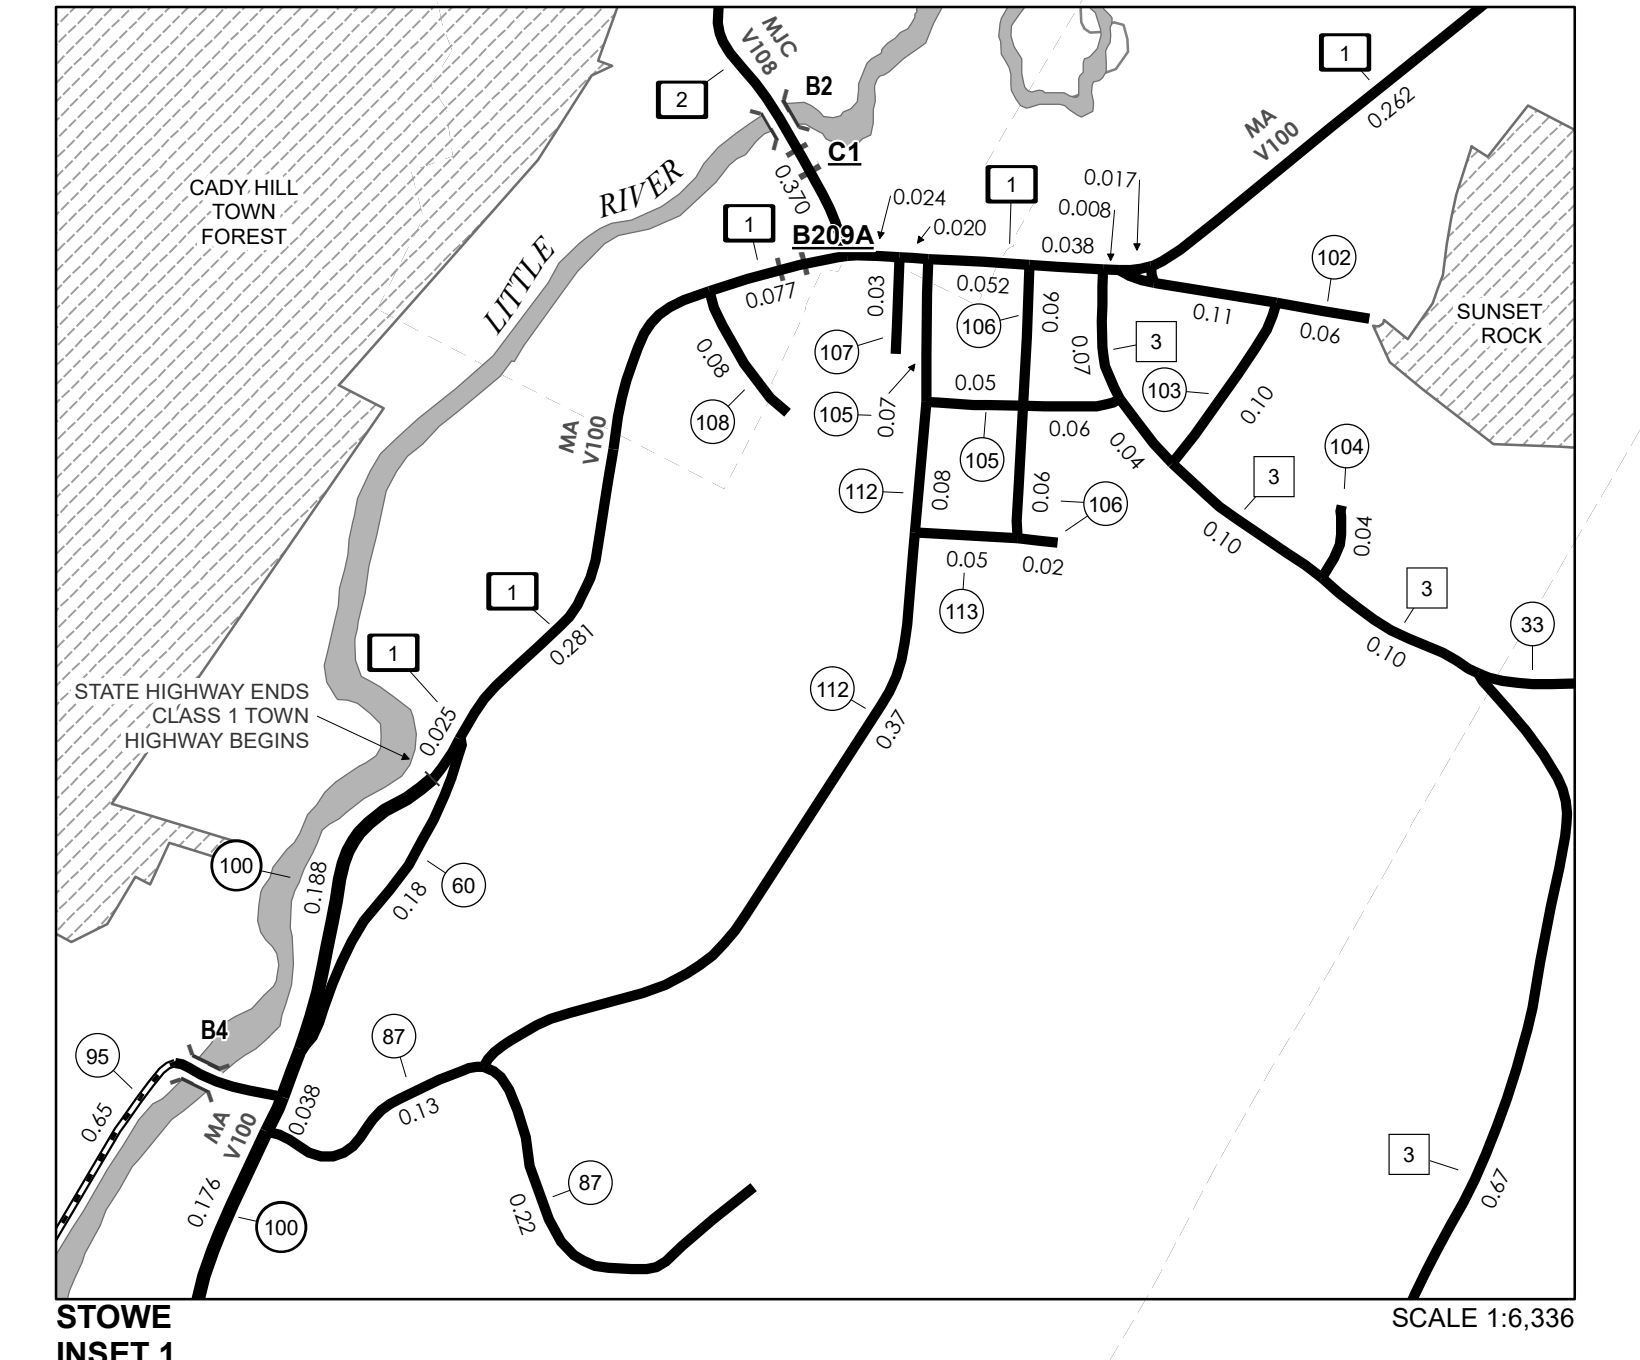 MJC
V108
B2
2
C1
0.370
1
MA
V100
0.262
CADY HILL
TOWN
FOREST
LITTLE RIVER
1
B209A
0.077
0.024
0.020
1
0.017
0.008
0.038
102
SUNSET
ROCK
0.03
0.052
106
0.06
0.07
3
0.11
0.06
107
103
0.10
0.08
108
105
0.07
0.05
0.06
0.04
104
MA
V100
105
112
0.08
0.06
106
3
0.10
0.04
0.05
0.02
113
1
0.281
3
0.10
33
1
STATE HIGHWAY ENDS
CLASS 1 TOWN
HIGHWAY BEGINS
0.025
112
0.37
100
0.188
0.18
60
B4
95
0.65
87
0.13
MA
V100
0.038
0.176
100
87
0.22
3
0.67
STOWE
INSET 1
SCALE 1:6,336